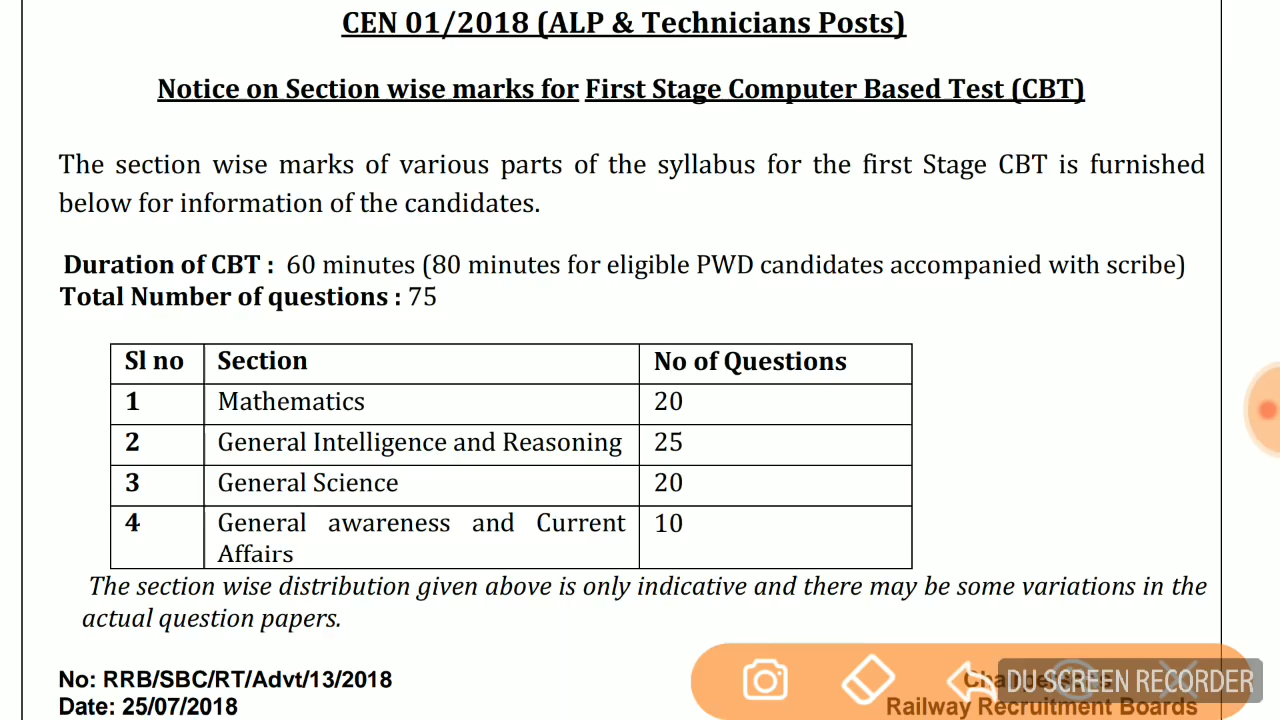 CEN 01/2018 (ALP & Technicians Posts)
Notice on Section wise marks for First Stage Computer Based Test (CBT)
The section wise marks of various parts of the syllabus for the first Stage CBT is furnished
below for information of the candidates.
Duration of CBT : 60 minutes (80 minutes for eligible PWD candidates accompanied with scribe)
Total Number of questions : 75
Sl no Section No of Questions
1 Mathematics 20
2 General Intelligence and Reasoning 25
3 General Science 20
4 General awareness and Current 10
Affairs
The section wise distribution given above is only indicative and there may be some variations in the
actual question papers.
No: RRB/SBC/RT/Advt/13/2018
DU SCREEN RECORDER
Date: 25/07/2018 Railway Recruitment Boards